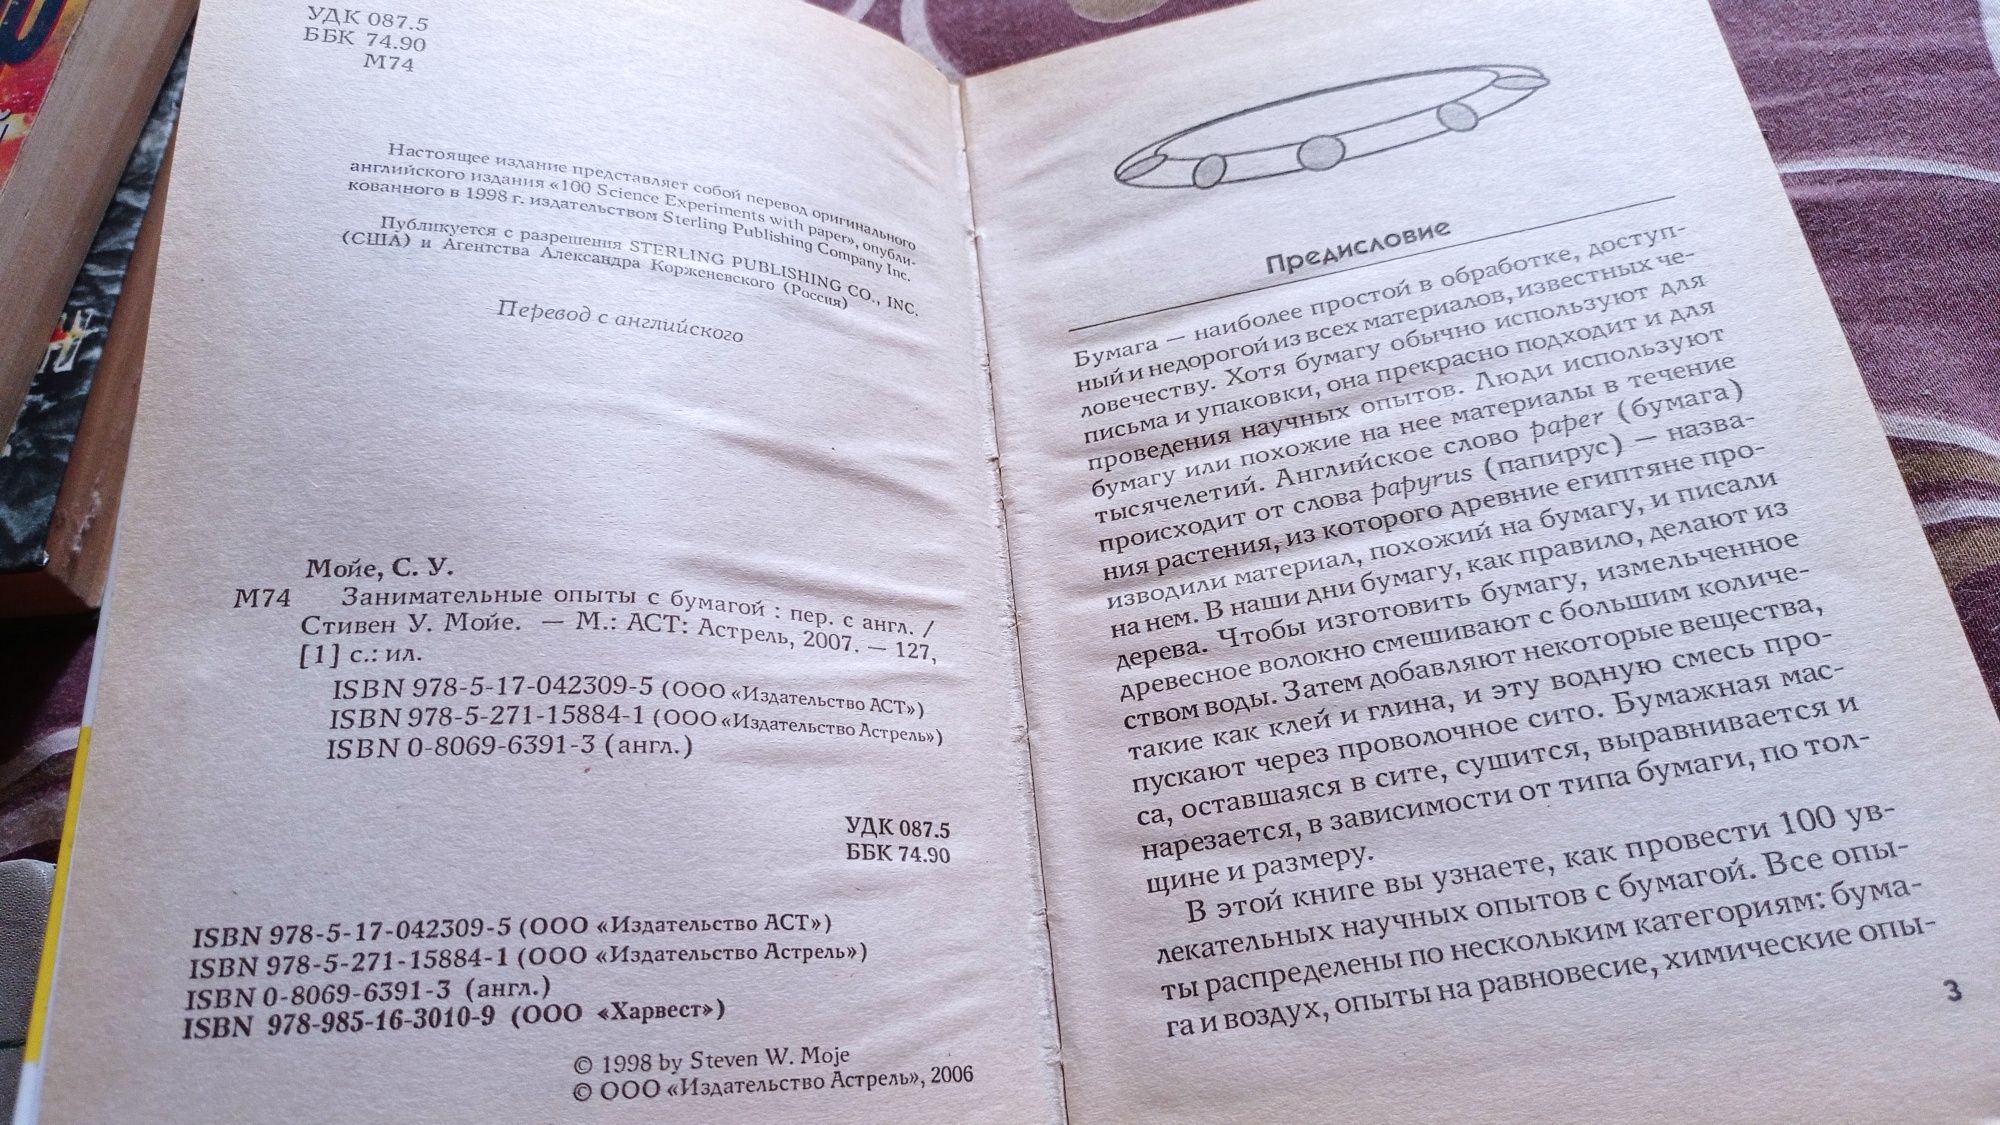 УДК 087.5
ББК 74.90
М74
Настоящее издание представляет собой перевод оригинального
английского издания «100 Science Experiments with paper», опубли-
кованного в 1998 г. издательством Sterling Publishing Company Inc.
Публикуется с разрешения STERLING PUBLISHING CO., INC.
(США) и Агентства Александра Корженевского (Россия)
Перевод с английского
Мойе, С. У.
М74 Занимательные опыты с бумагой : пер. с англ. /
Стивен У. Мойе. — М.: АСТ: Астрель, 2007. — 127,
[1] с.: ил.
ISBN 978-5-17-042309-5 (ООО «Издательство АСТ»)
ISBN 978-5-271-15884-1 (ООО «Издательство Астрель»)
ISBN 0-8069-6391-3 (англ.)
УДК 087.5
ББК 74.90
ISBN 978-5-17-042309-5 (ООО «Издательство АСТ»)
ISBN 978-5-271-15884-1 (ООО «Издательство Астрель»)
ISBN 0-8069-6391-3 (англ.)
ISBN 978-985-16-3010-9 (ООО «Харвест»)
© 1998 by Steven W. Moje
© ООО «Издательство Астрель», 2006
Предисловие
Бумага — наиболее простой в обработке, доступ-
ный и недорогой из всех материалов, известных че-
ловечеству. Хотя бумагу обычно используют для
письма и упаковки, она прекрасно подходит и для
проведения научных опытов. Люди используют
бумагу или похожие на нее материалы в течение
тысячелетий. Английское слово paper (бумага)
происходит от слова papyrus (папирус) — назва-
ния растения, из которого древние египтяне про-
изводили материал, похожий на бумагу, и писали
на нем. В наши дни бумагу, как правило, делают из
дерева. Чтобы изготовить бумагу, измельченное
древесное волокно смешивают с большим количе-
ством воды. Затем добавляют некоторые вещества,
такие как клей и глина, и эту водную смесь про-
пускают через проволочное сито. Бумажная мас-
са, оставшаяся в сите, сушится, выравнивается и
нарезается, в зависимости от типа бумаги, по тол-
щине и размеру.
В этой книге вы узнаете, как провести 100 ув-
лекательных научных опытов с бумагой. Все опы-
ты распределены по нескольким категориям: бума-
га и воздух, опыты на равновесие, химические опы-
3